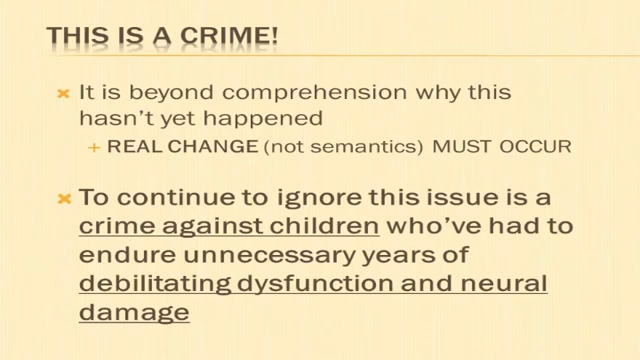 THIS IS A CRIME!
It is beyond comprehension why this
hasn't yet happened
+ REAL CHANGE (not semantics) MUST OCCUR
To continue to ignore this issue is a
crime against children who've had to
endure unnecessary years of
debilitating dysfunction and neural
damage